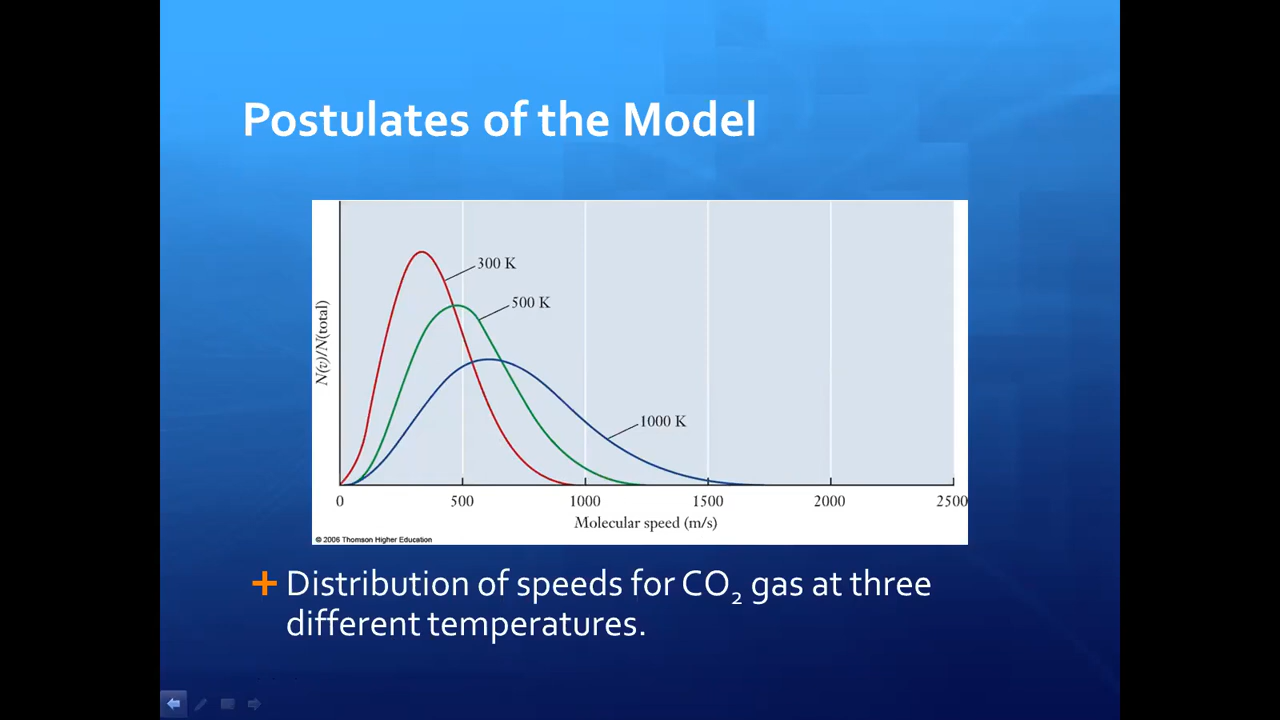 Postulates of the Model
300 K
500 K
1000 K
N(v)/N(total)
0 500 1000 1500 2000 2500
Molecular speed (m/s)
© 2006 Thomson Higher Education
Distribution of speeds for CO₂ gas at three
different temperatures.